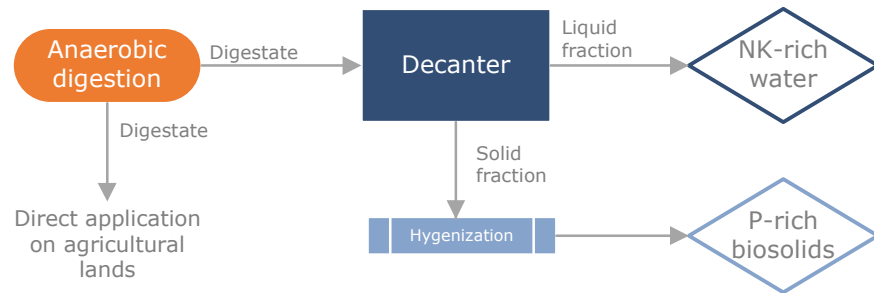 Anaerobic
digestion
Digestate
Decanter
Liquid
fraction
NK-rich
water
Digestate
Solid
fraction
Direct application
on agricultural
lands
Hygenization
P-rich
biosolids